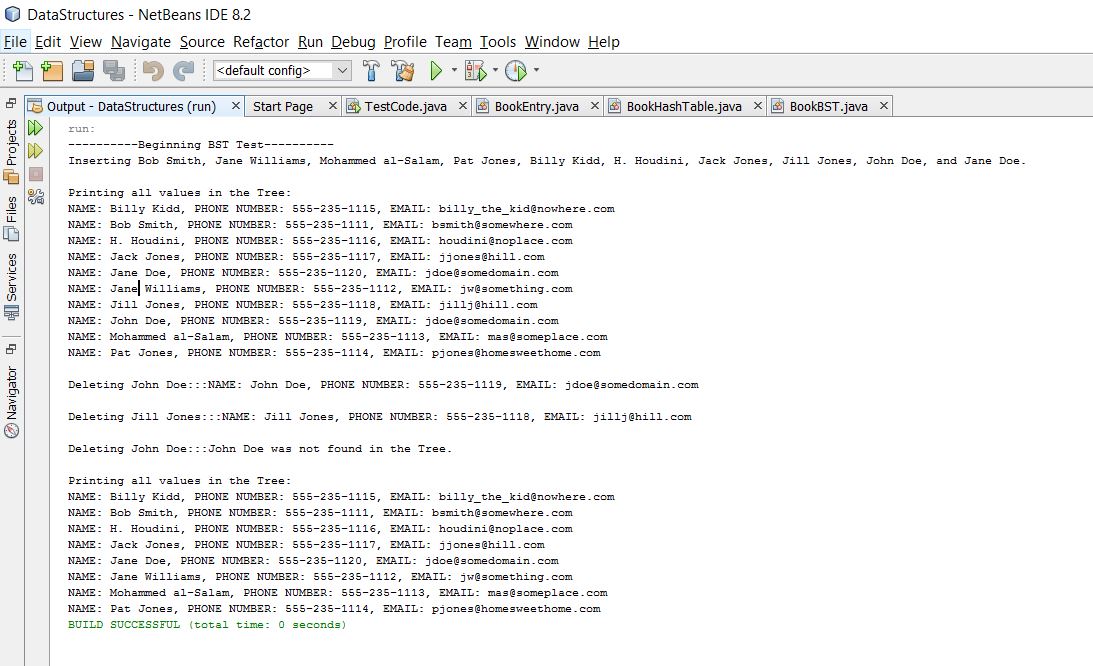 DataStructures - NetBeans IDE 8.2
File Edit View Navigate Source Refactor Run Debug Profile Team Tools Window Help
<default config>
Output - DataStructures (run) Start Page TestCode.java BookEntry.java BookHashTable.java BookBST.java
Projects
Files
Services
Navigator
run:
----------Beginning BST Test----------
Inserting Bob Smith, Jane Williams, Mohammed al-Salam, Pat Jones, Billy Kidd, H. Houdini, Jack Jones, Jill Jones, John Doe, and Jane Doe.
Printing all values in the Tree:
NAME: Billy Kidd, PHONE NUMBER: 555-235-1115, EMAIL: billy_the_kid@nowhere.com
NAME: Bob Smith, PHONE NUMBER: 555-235-1111, EMAIL: bsmith@somewhere.com
NAME: H. Houdini, PHONE NUMBER: 555-235-1116, EMAIL: houdini@noplace.com
NAME: Jack Jones, PHONE NUMBER: 555-235-1117, EMAIL: jjones@hill.com
NAME: Jane Doe, PHONE NUMBER: 555-235-1120, EMAIL: jdoe@somedomain.com
NAME: Jane Williams, PHONE NUMBER: 555-235-1112, EMAIL: jw@something.com
NAME: Jill Jones, PHONE NUMBER: 555-235-1118, EMAIL: jillj@hill.com
NAME: John Doe, PHONE NUMBER: 555-235-1119, EMAIL: jdoe@somedomain.com
NAME: Mohammed al-Salam, PHONE NUMBER: 555-235-1113, EMAIL: mas@someplace.com
NAME: Pat Jones, PHONE NUMBER: 555-235-1114, EMAIL: pjones@homesweethome.com
Deleting John Doe:::NAME: John Doe, PHONE NUMBER: 555-235-1119, EMAIL: jdoe@somedomain.com
Deleting Jill Jones:::NAME: Jill Jones, PHONE NUMBER: 555-235-1118, EMAIL: jillj@hill.com
Deleting John Doe:::John Doe was not found in the Tree.
Printing all values in the Tree:
NAME: Billy Kidd, PHONE NUMBER: 555-235-1115, EMAIL: billy_the_kid@nowhere.com
NAME: Bob Smith, PHONE NUMBER: 555-235-1111, EMAIL: bsmith@somewhere.com
NAME: H. Houdini, PHONE NUMBER: 555-235-1116, EMAIL: houdini@noplace.com
NAME: Jack Jones, PHONE NUMBER: 555-235-1117, EMAIL: jjones@hill.com
NAME: Jane Doe, PHONE NUMBER: 555-235-1120, EMAIL: jdoe@somedomain.com
NAME: Jane Williams, PHONE NUMBER: 555-235-1112, EMAIL: jw@something.com
NAME: Mohammed al-Salam, PHONE NUMBER: 555-235-1113, EMAIL: mas@someplace.com
NAME: Pat Jones, PHONE NUMBER: 555-235-1114, EMAIL: pjones@homesweethome.com
BUILD SUCCESSFUL (total time: 0 seconds)